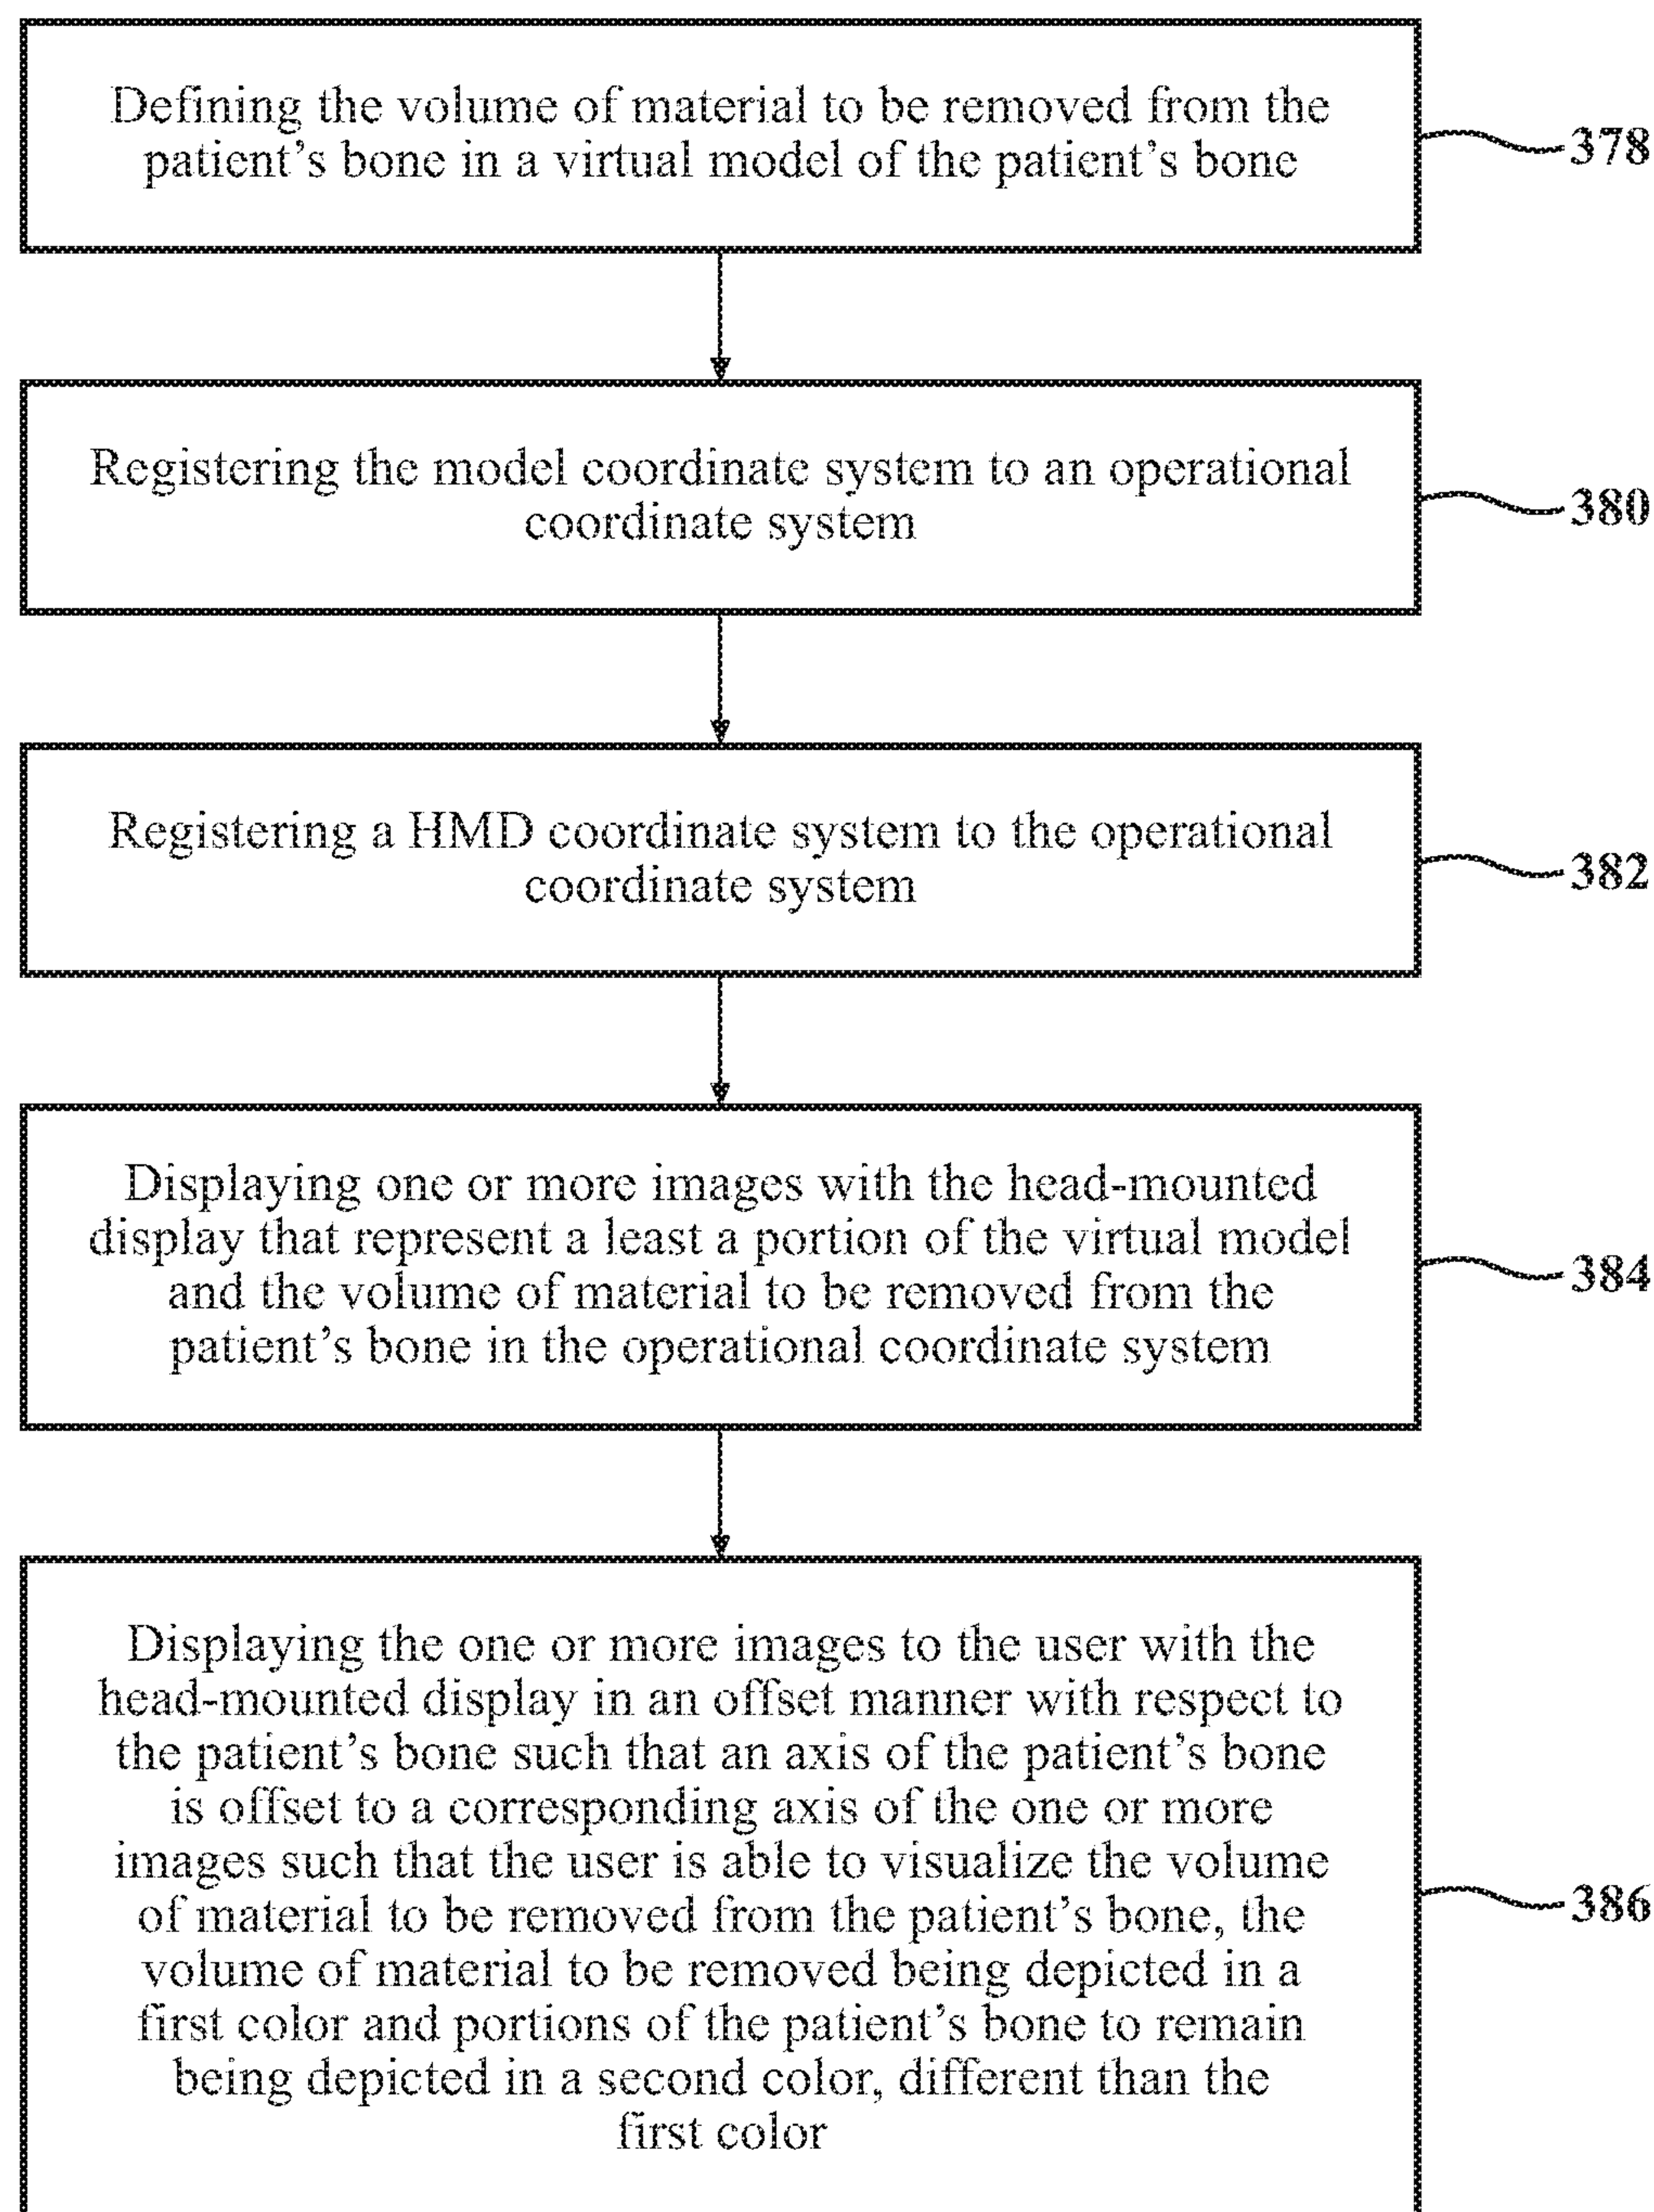 Defining the volume of material to be removed from the
patient's bone in a virtual model of the patient's bone
378
Registering the model coordinate system to an operational
coordinate system
380
Registering a HMD coordinate system to the operational
coordinate system
382
Displaying one or more images with the head-mounted
display that represent a least a portion of the virtual model
and the volume of material to be removed from the
patient's bone in the operational coordinate system
384
Displaying the one or more images to the user with the
head-mounted display in an offset manner with respect to
the patient's bone such that an axis of the patient's bone
is offset to a corresponding axis of the one or more
images such that the user is able to visualize the volume
of material to be removed from the patient's bone, the
volume of material to be removed being depicted in a
first color and portions of the patient's bone to remain
being depicted in a second color, different than the
first color
386